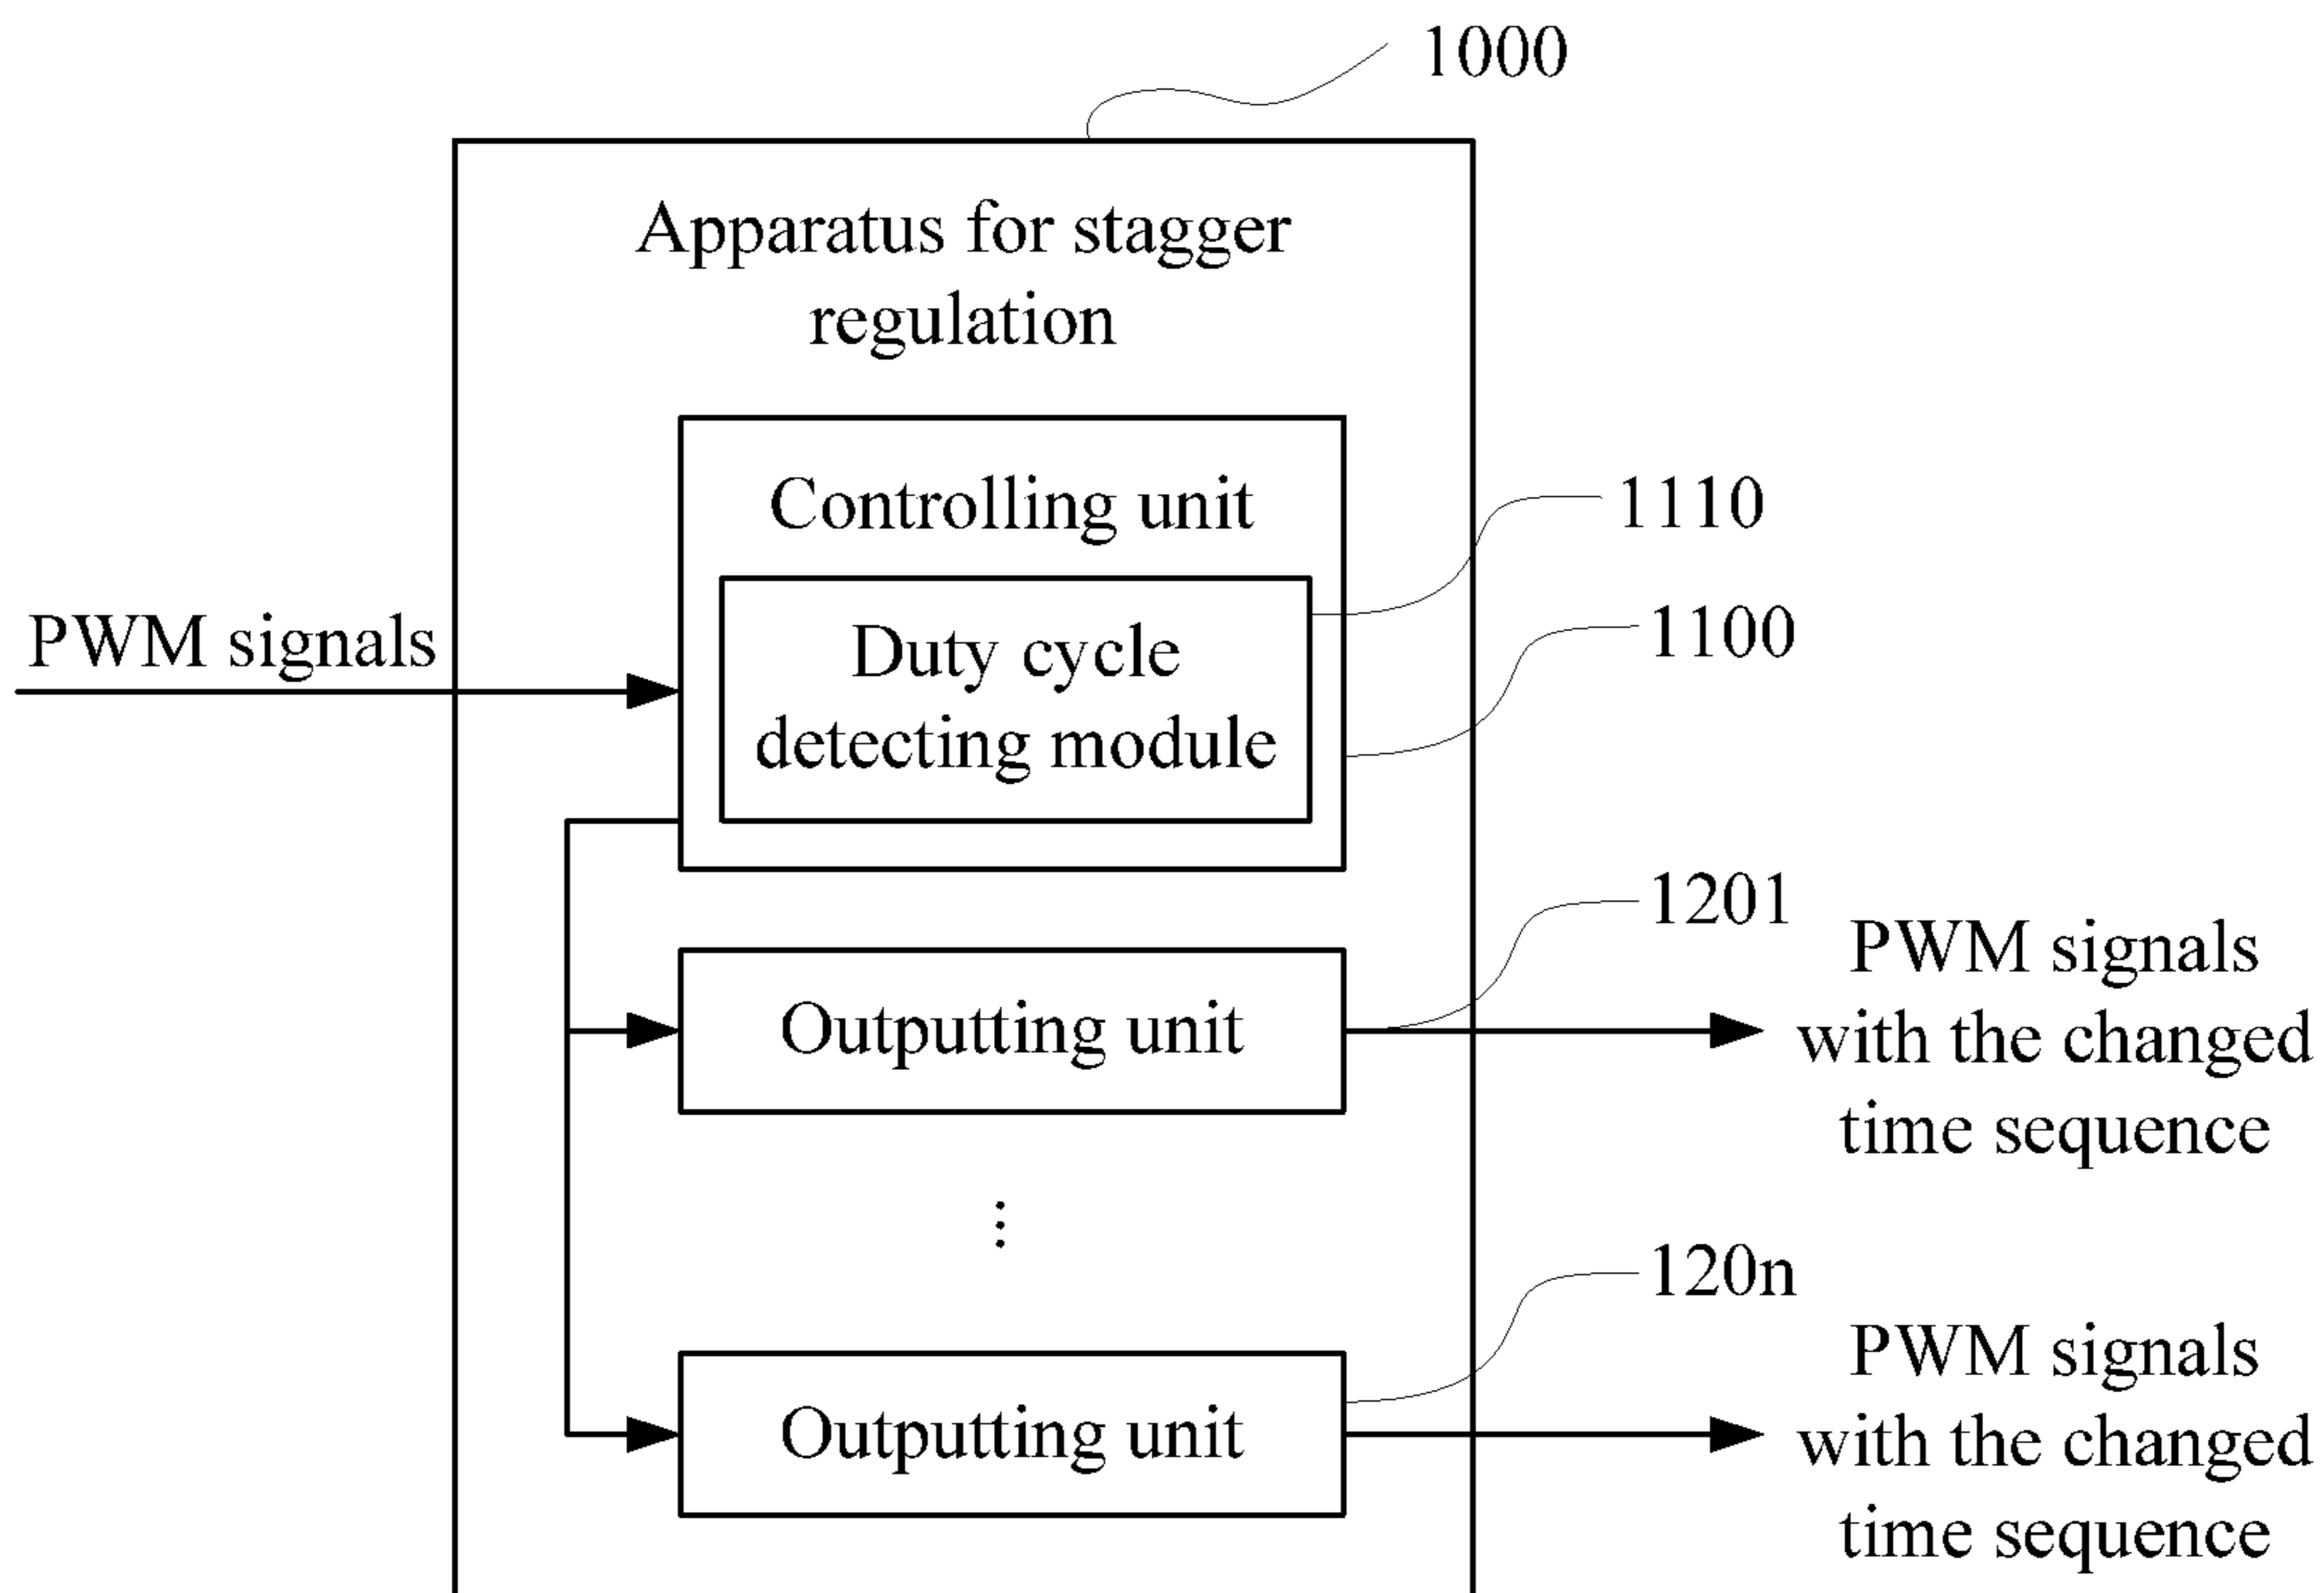 1000
Apparatus for stagger
regulation
Controlling unit
1110
Duty cycle
detecting module
1100
PWM signals
1201
Outputting unit
PWM signals
with the changed
time sequence
120n
Outputting unit
PWM signals
with the changed
time sequence